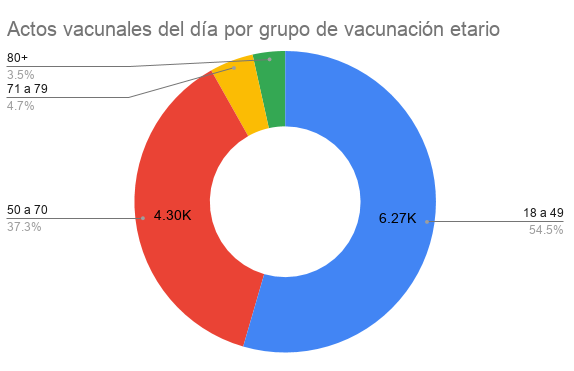 Actos vacunales del día por grupo de vacunación etario
80+
3.5%
71 a 79
4.7%
50 a 70
37.3%
4.30K
6.27K
18 a 49
54.5%